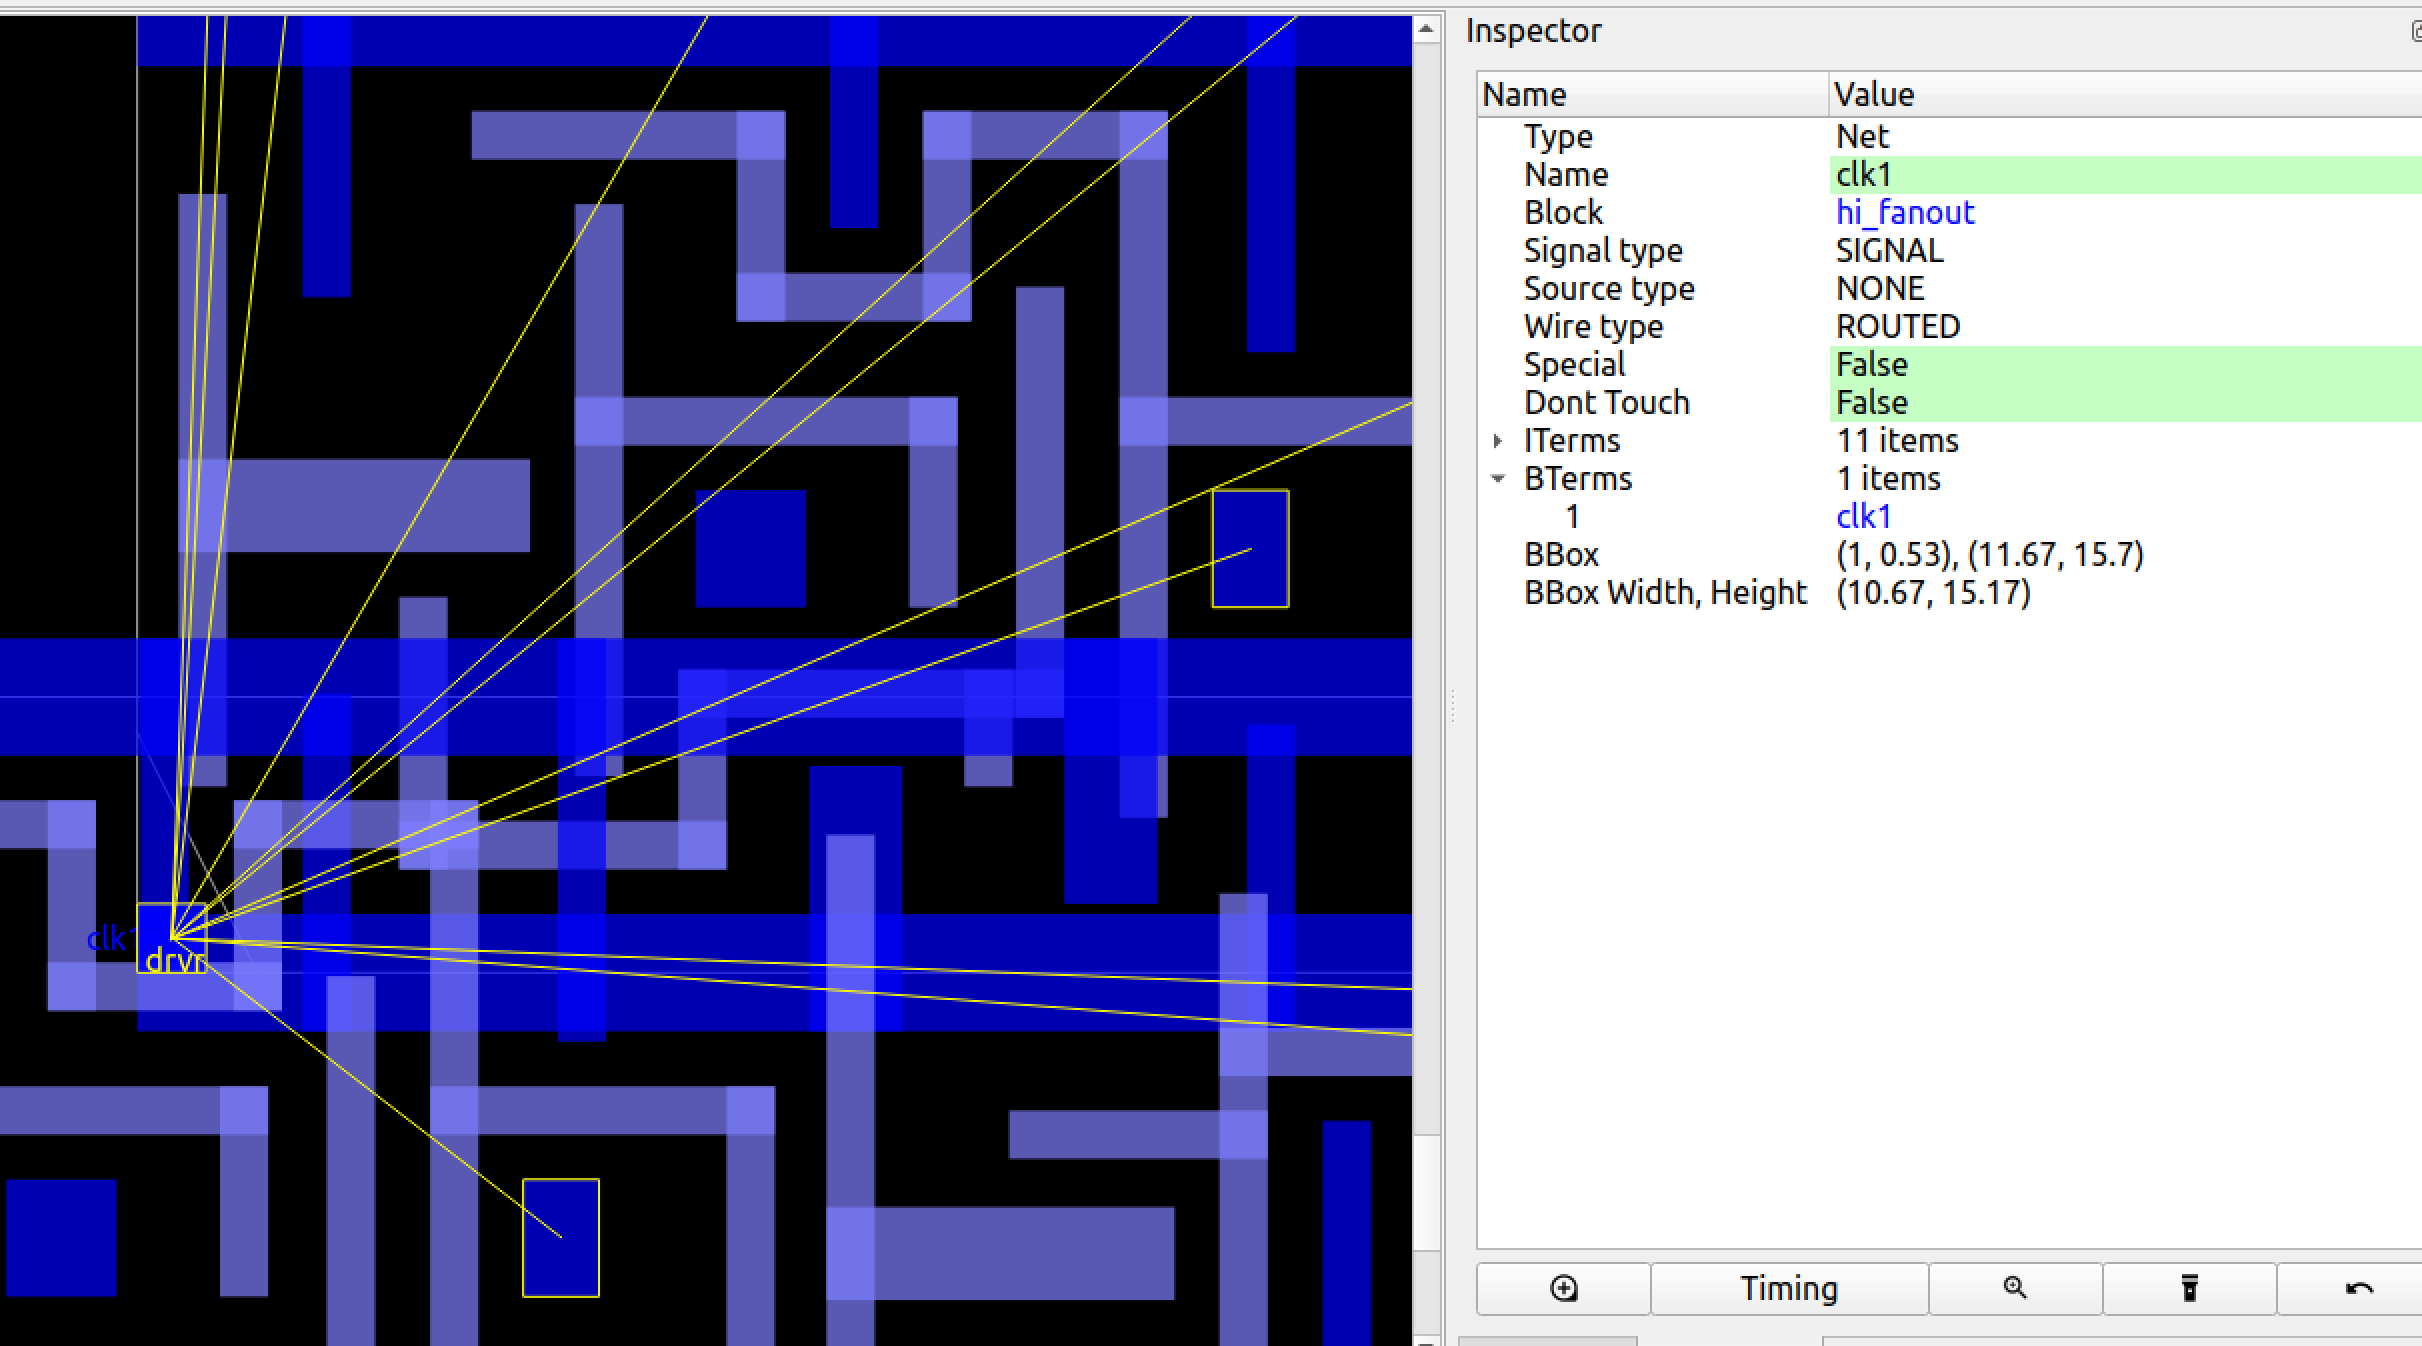 clk1
drvr
Inspector
Name Value
Type Net
Name clk1
Block hi_fanout
Signal type SIGNAL
Source type NONE
Wire type ROUTED
Special False
Dont Touch False
ITerms 11 items
BTerms 1 items
1 clk1
BBox (1, 0.53), (11.67, 15.7)
BBox Width, Height (10.67, 15.17)
Timing